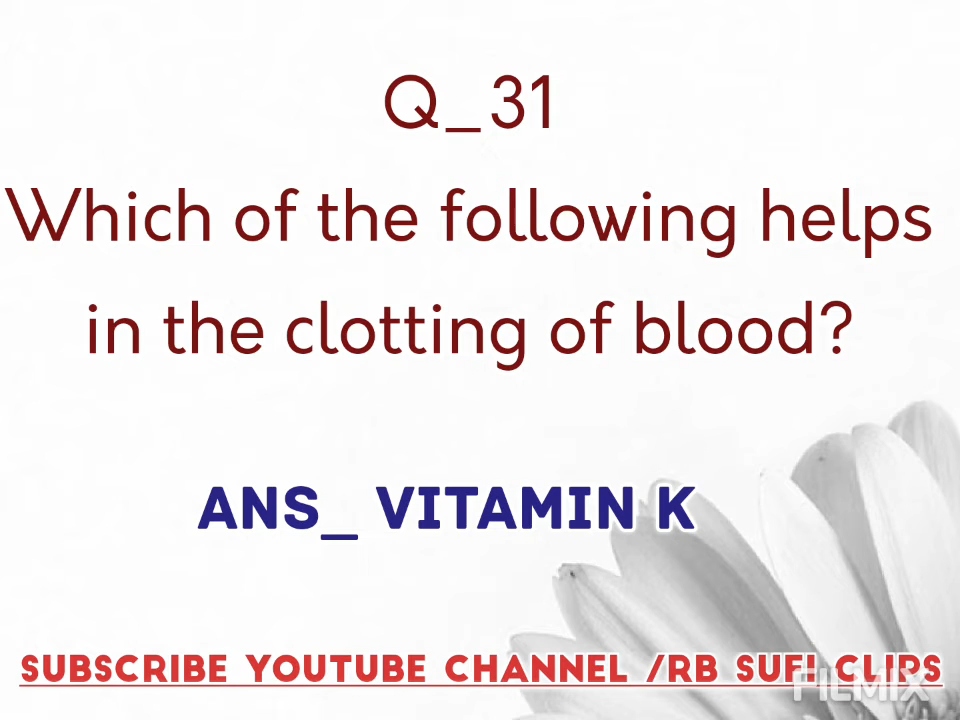 Q_31
Which of the following helps
in the clotting of blood?
ANS_ VITAMIN K
SUBSCRIBE YOUTUBE CHANNEL /RB SUFI CLIPS
FILMIX